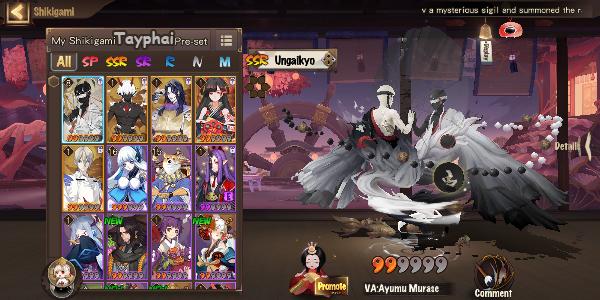 Shikigami
v a mysterious sigil and summoned the r
My Shikigami Tayphai Pre-set
All SP SSR SR R N M
SSR Ungaikyo
Detail
NEW NEW
999999
Promote
VA:Ayumu Murase
Comment